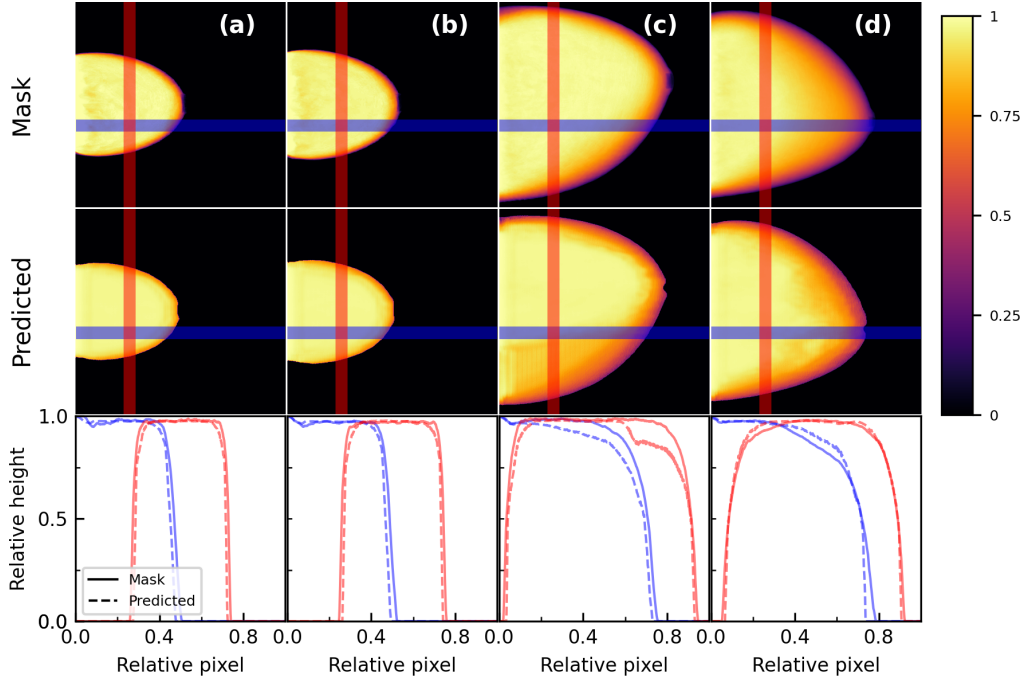 (a) (b) (c) (d)
Mask
Predicted
1
0.75
0.5
0.25
0
Relative height
1.0
0.5
0.0
Mask
Predicted
0.0 0.4 0.8 0.0 0.4 0.8 0.0 0.4 0.8 0.0 0.4 0.8
Relative pixel Relative pixel Relative pixel Relative pixel